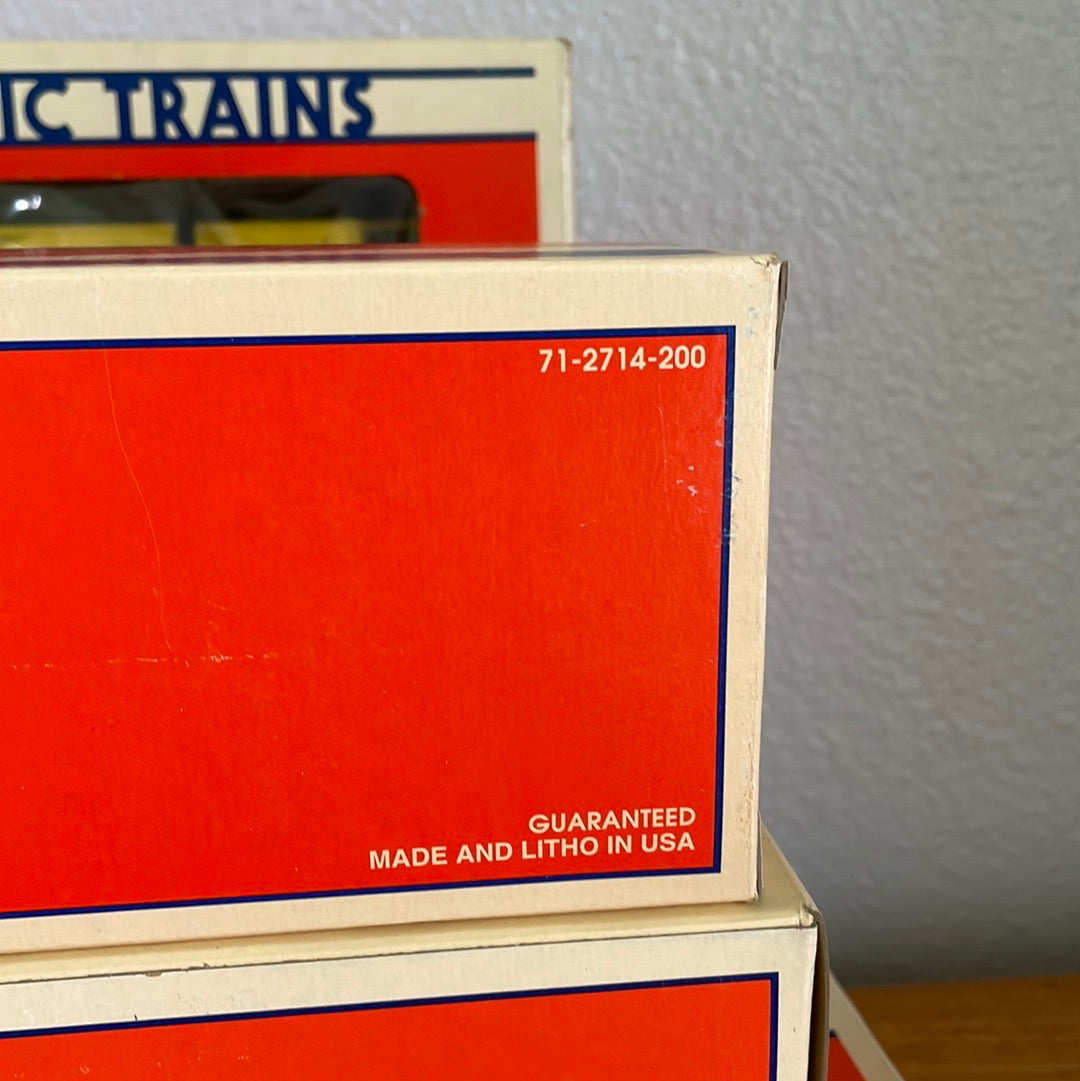 IC TRAINS
71-2714-200
GUARANTEED
MADE AND LITHO IN USA